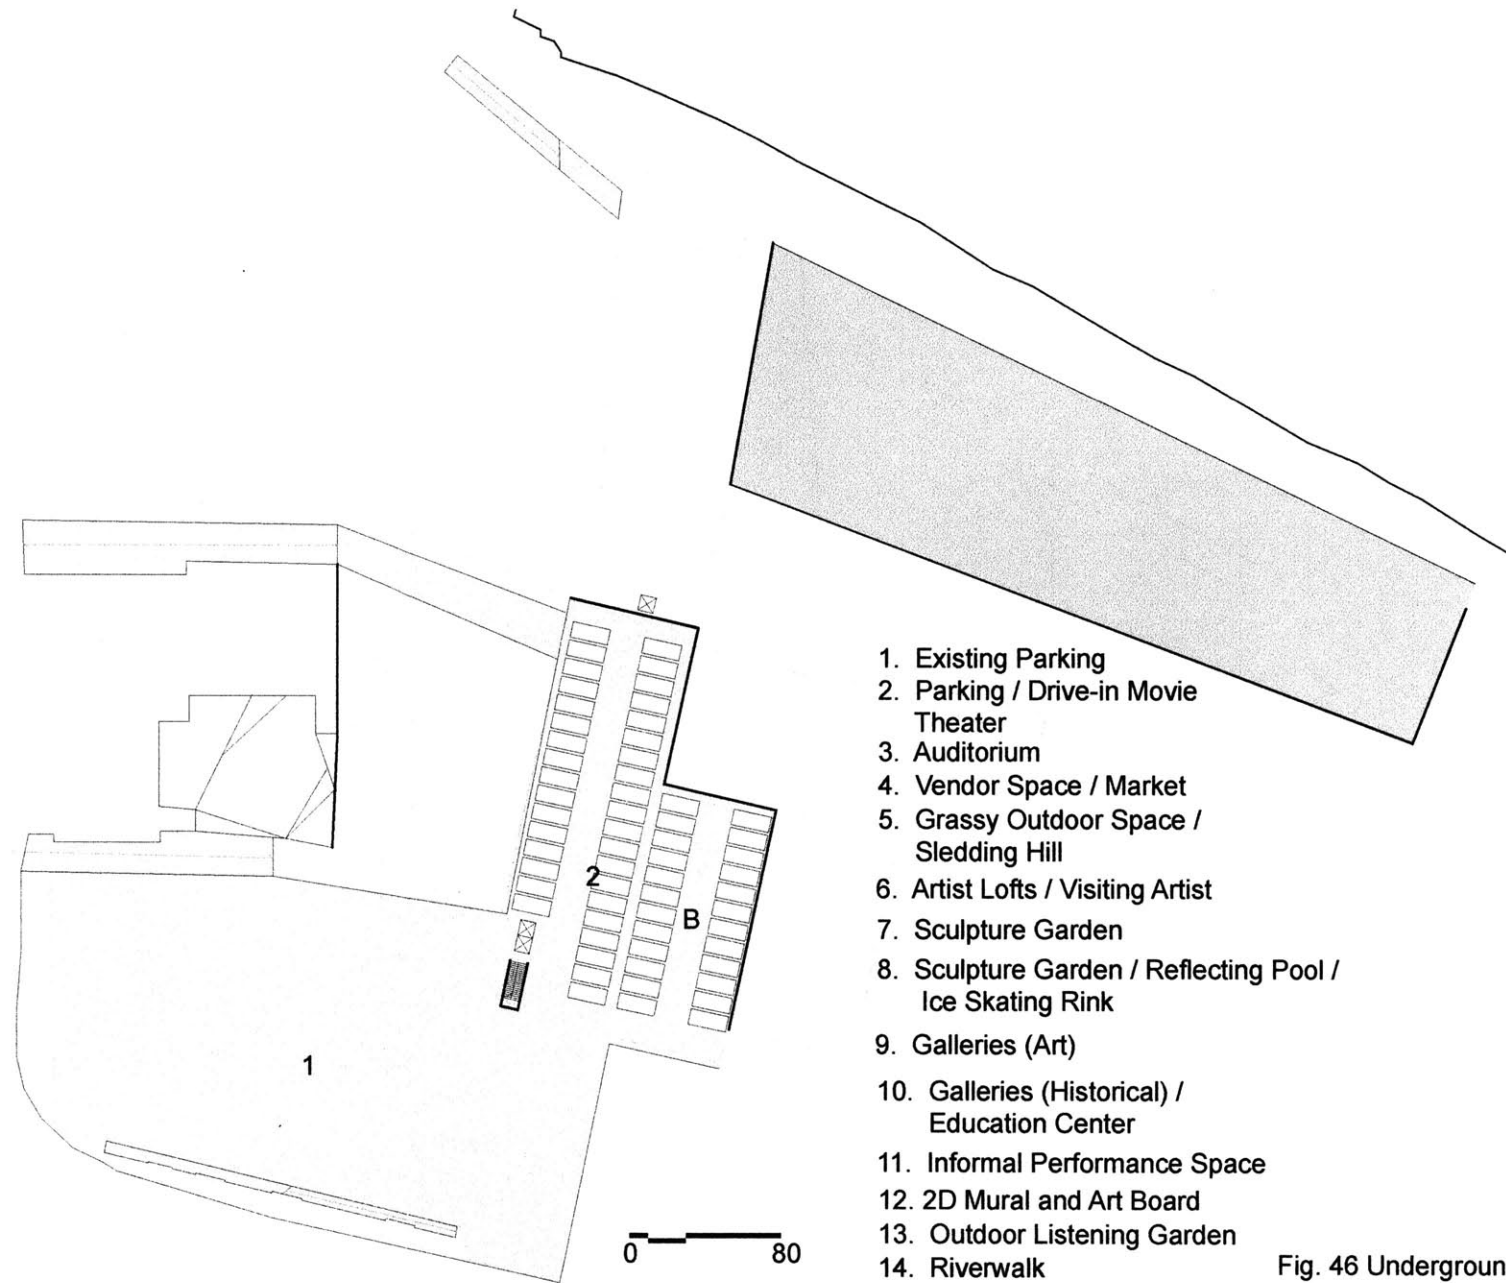 2
B
1
0 80
1. Existing Parking
2. Parking / Drive-in Movie
Theater
3. Auditorium
4. Vendor Space / Market
5. Grassy Outdoor Space /
Sledding Hill
6. Artist Lofts / Visiting Artist
7. Sculpture Garden
8. Sculpture Garden / Reflecting Pool /
Ice Skating Rink
9. Galleries (Art)
10. Galleries (Historical) /
Education Center
11. Informal Performance Space
12. 2D Mural and Art Board
13. Outdoor Listening Garden
14. Riverwalk
Fig. 46 Undergroun